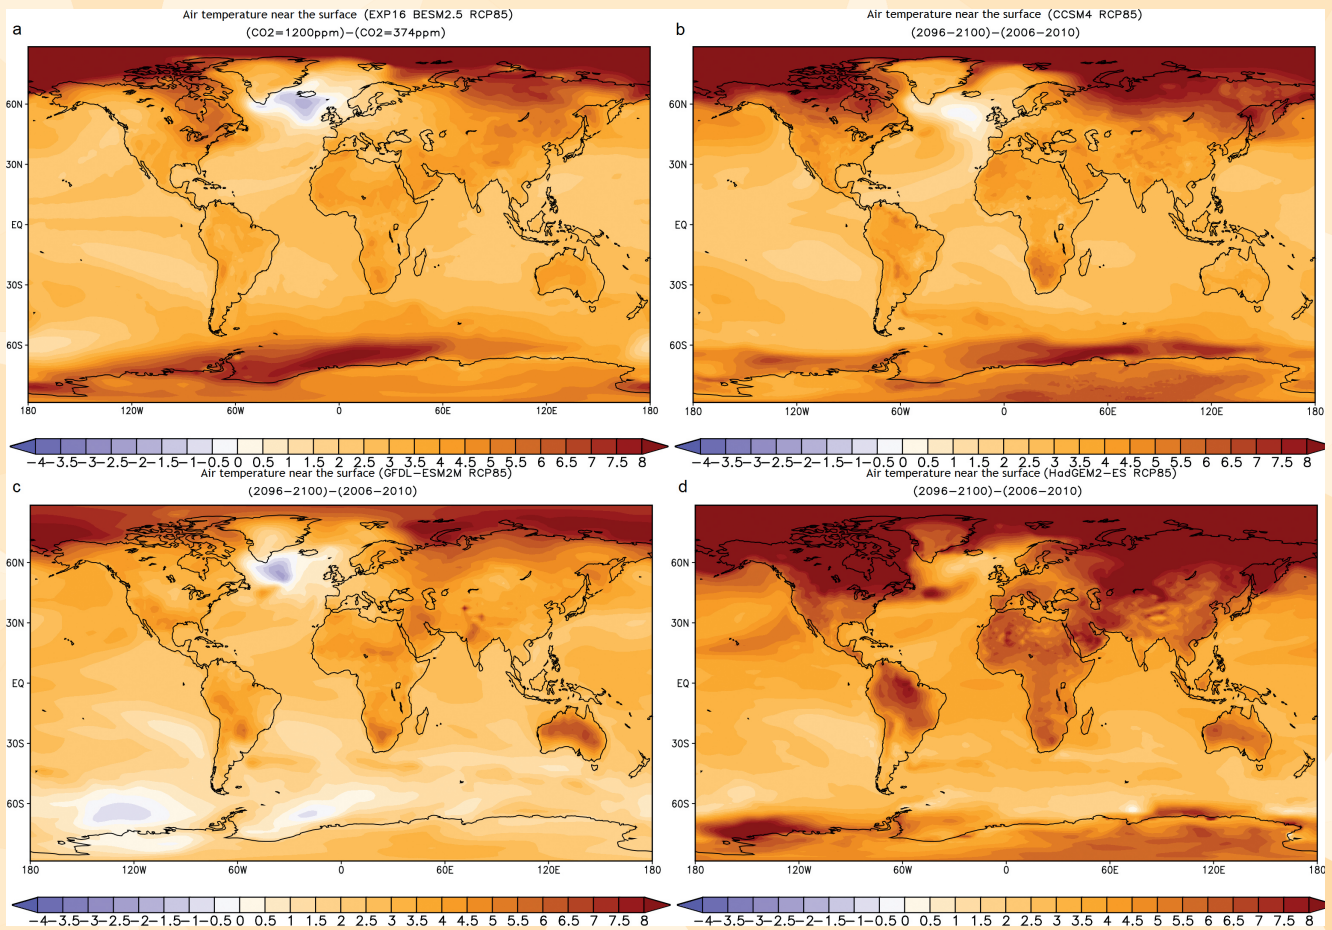 Air temperature near the surface (EXP16 BESM2.5 RCP85)
a
(CO2=1200ppm)−(CO2=374ppm)
60N
30N
EQ
30S
60S
180 120W 60W 0 60E 120E 180
−4−3.5−3−2.5−2−1.5−1−0.5 0 0.5 1 1.5 2 2.5 3 3.5 4 4.5 5 5.5 6 6.5 7 7.5 8
Air temperature near the surface (CCSM4 RCP85)
b
(2096−2100)−(2006−2010)
60N
30N
EQ
30S
60S
180 120W 60W 0 60E 120E 180
−4−3.5−3−2.5−2−1.5−1−0.5 0 0.5 1 1.5 2 2.5 3 3.5 4 4.5 5 5.5 6 6.5 7 7.5 8
Air temperature near the surface (GFDL−ESM2M RCP85)
c
(2096−2100)−(2006−2010)
60N
30N
EQ
30S
60S
180 120W 60W 0 60E 120E 180
−4−3.5−3−2.5−2−1.5−1−0.5 0 0.5 1 1.5 2 2.5 3 3.5 4 4.5 5 5.5 6 6.5 7 7.5 8
Air temperature near the surface (HadGEM2−ES RCP85)
d
(2096−2100)−(2006−2010)
60N
30N
EQ
30S
60S
180 120W 60W 0 60E 120E 180
−4−3.5−3−2.5−2−1.5−1−0.5 0 0.5 1 1.5 2 2.5 3 3.5 4 4.5 5 5.5 6 6.5 7 7.5 8